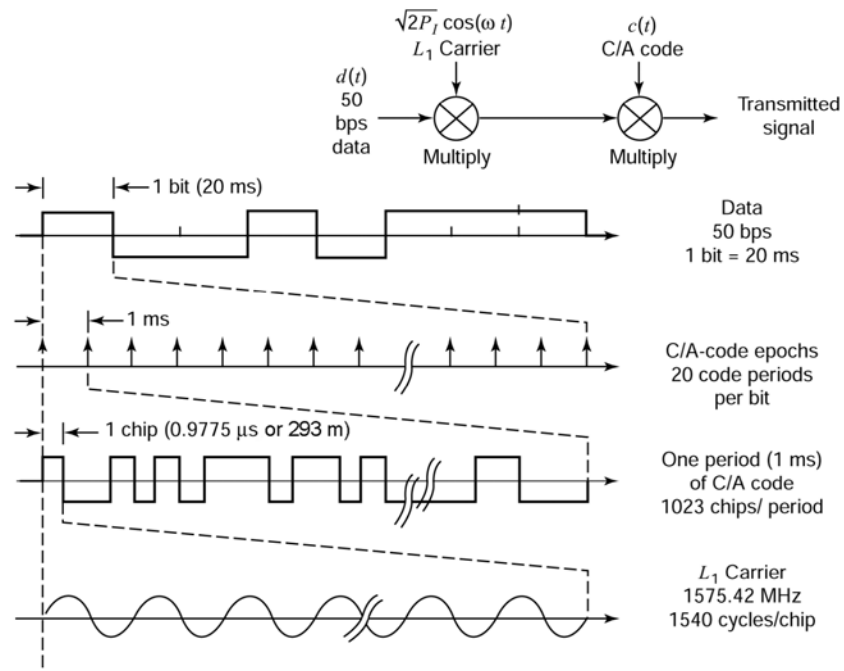 √2P_I cos(ω t)
L₁ Carrier
c(t)
C/A code
d(t)
50
bps
data
Multiply
Multiply
Transmitted
signal
1 bit (20 ms)
Data
50 bps
1 bit = 20 ms
1 ms
C/A-code epochs
20 code periods
per bit
1 chip (0.9775 μs or 293 m)
One period (1 ms)
of C/A code
1023 chips/ period
L₁ Carrier
1575.42 MHz
1540 cycles/chip